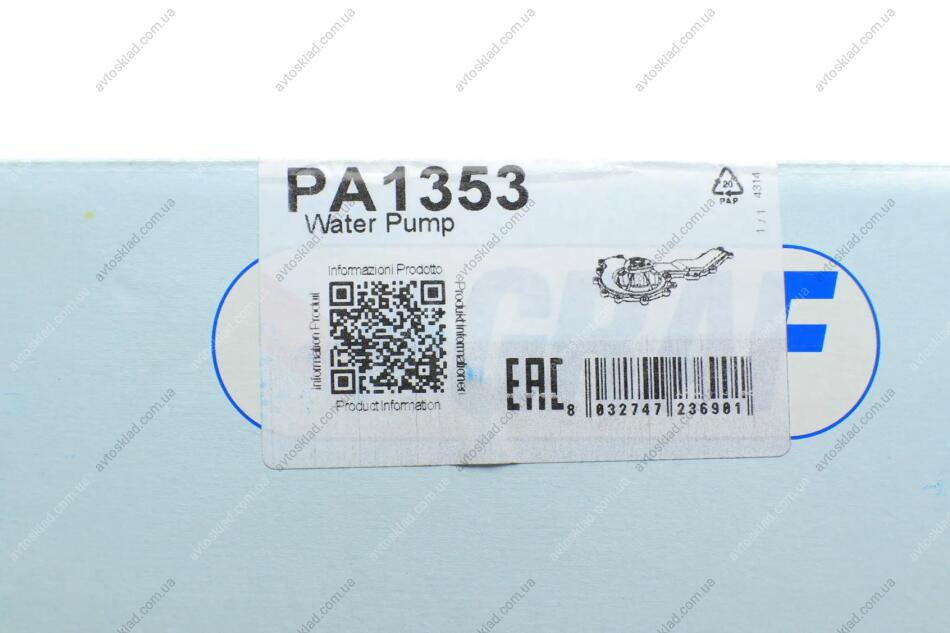 PA1353
Water Pump
20
PAP
1 / 1 4314
Informazioni Prodotto
Information Produit
Produktinformationen
Product Information
GRAF
EAC
8 032747 236901
avtosklad.com.ua